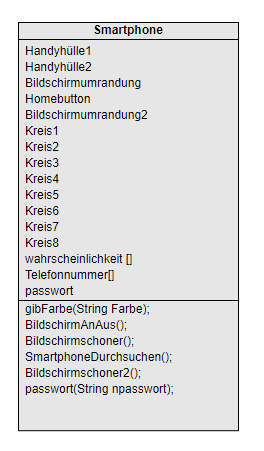 Smartphone
Handyhülle1
Handyhülle2
Bildschirmumrandung
Homebutton
Bildschirmumrandung2
Kreis1
Kreis2
Kreis3
Kreis4
Kreis5
Kreis6
Kreis7
Kreis8
wahrscheinlichkeit []
Telefonnummer[]
passwort
gibFarbe(String Farbe);
BildschirmAnAus();
Bildschirmschoner();
SmartphoneDurchsuchen();
Bildschirmschoner2();
passwort(String npasswort);